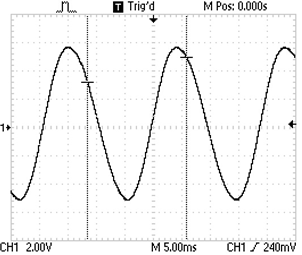 T Trig'd M Pos: 0.000s
1
CH1 2.00V M 5.00ms CH1 240mV